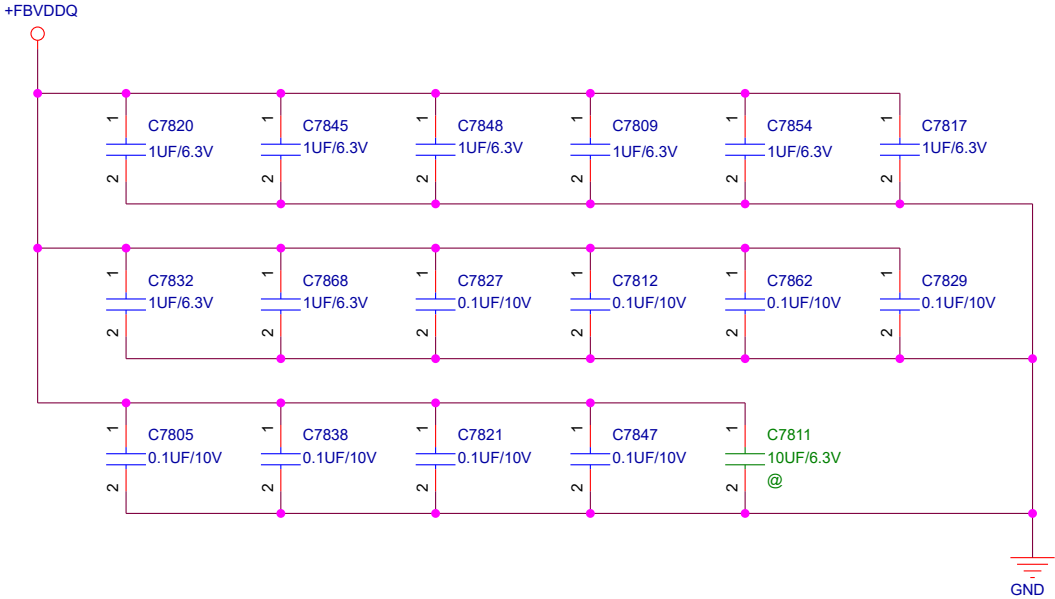 +FBVDDQ
1 C7820
1UF/6.3V
2
1 C7845
1UF/6.3V
2
1 C7848
1UF/6.3V
2
1 C7809
1UF/6.3V
2
1 C7854
1UF/6.3V
2
1 C7817
1UF/6.3V
2
1 C7832
1UF/6.3V
2
1 C7868
1UF/6.3V
2
1 C7827
0.1UF/10V
2
1 C7812
0.1UF/10V
2
1 C7862
0.1UF/10V
2
1 C7829
0.1UF/10V
2
1 C7805
0.1UF/10V
2
1 C7838
0.1UF/10V
2
1 C7821
0.1UF/10V
2
1 C7847
0.1UF/10V
2
1 C7811
10UF/6.3V
2 @
GND